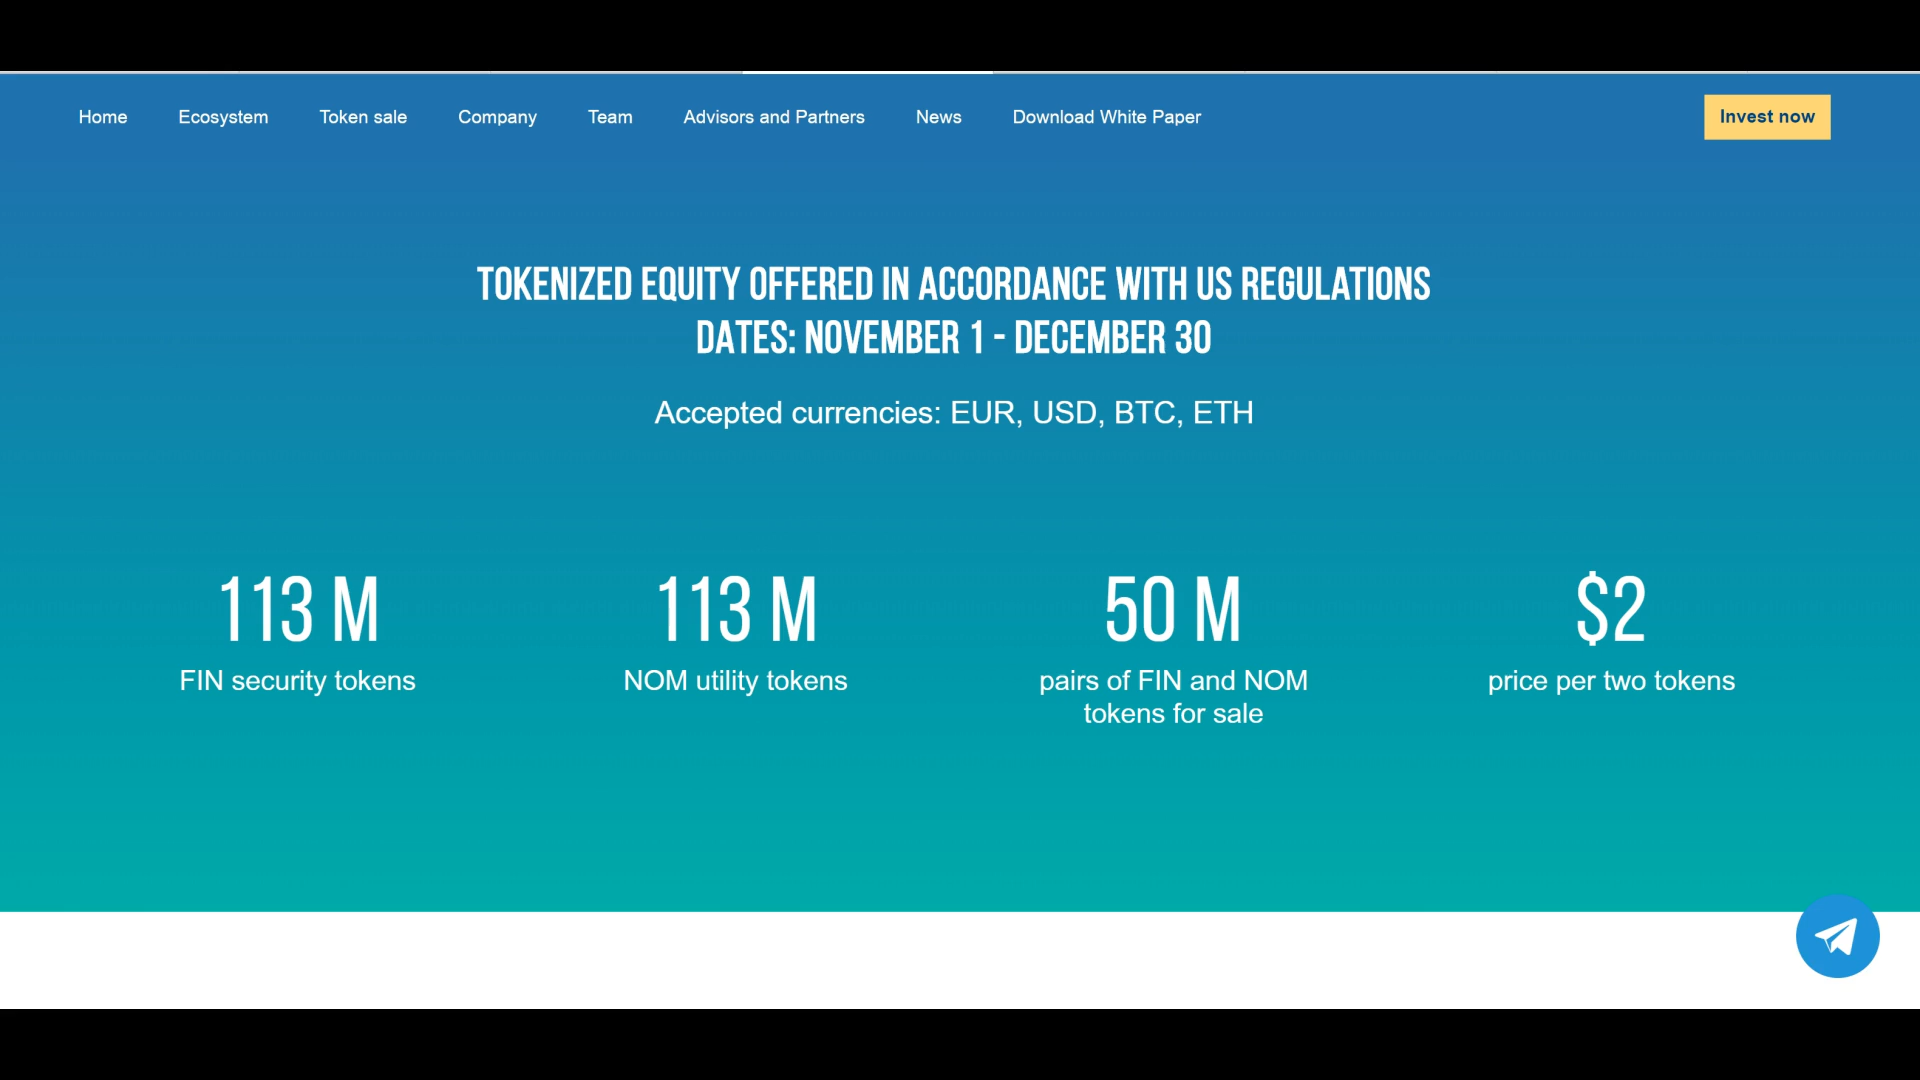 Home Ecosystem Token sale Company Team Advisors and Partners News Download White Paper Invest now
TOKENIZED EQUITY OFFERED IN ACCORDANCE WITH US REGULATIONS
DATES: NOVEMBER 1 - DECEMBER 30
Accepted currencies: EUR, USD, BTC, ETH
113 M
FIN security tokens
113 M
NOM utility tokens
50 M
pairs of FIN and NOM
tokens for sale
$2
price per two tokens